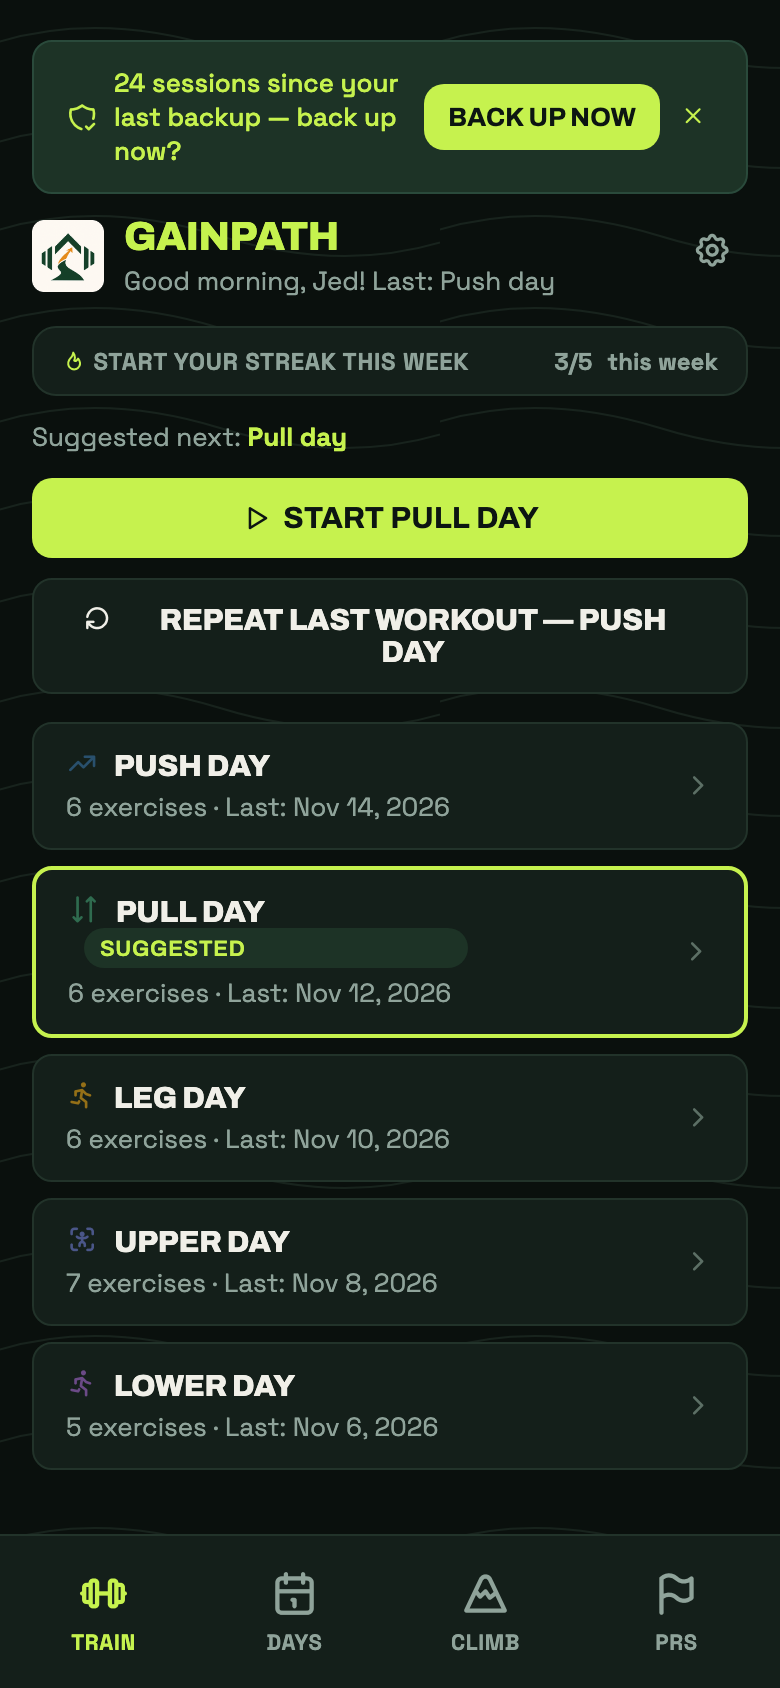 24 sessions since your
last backup — back up
now?
BACK UP NOW
GAINPATH
Good morning, Jed! Last: Push day
START YOUR STREAK THIS WEEK
3/5 this week
Suggested next: Pull day
START PULL DAY
REPEAT LAST WORKOUT — PUSH
DAY
PUSH DAY
6 exercises · Last: Nov 14, 2026
PULL DAY
SUGGESTED
6 exercises · Last: Nov 12, 2026
LEG DAY
6 exercises · Last: Nov 10, 2026
UPPER DAY
7 exercises · Last: Nov 8, 2026
LOWER DAY
5 exercises · Last: Nov 6, 2026
TRAIN
DAYS
CLIMB
PRS